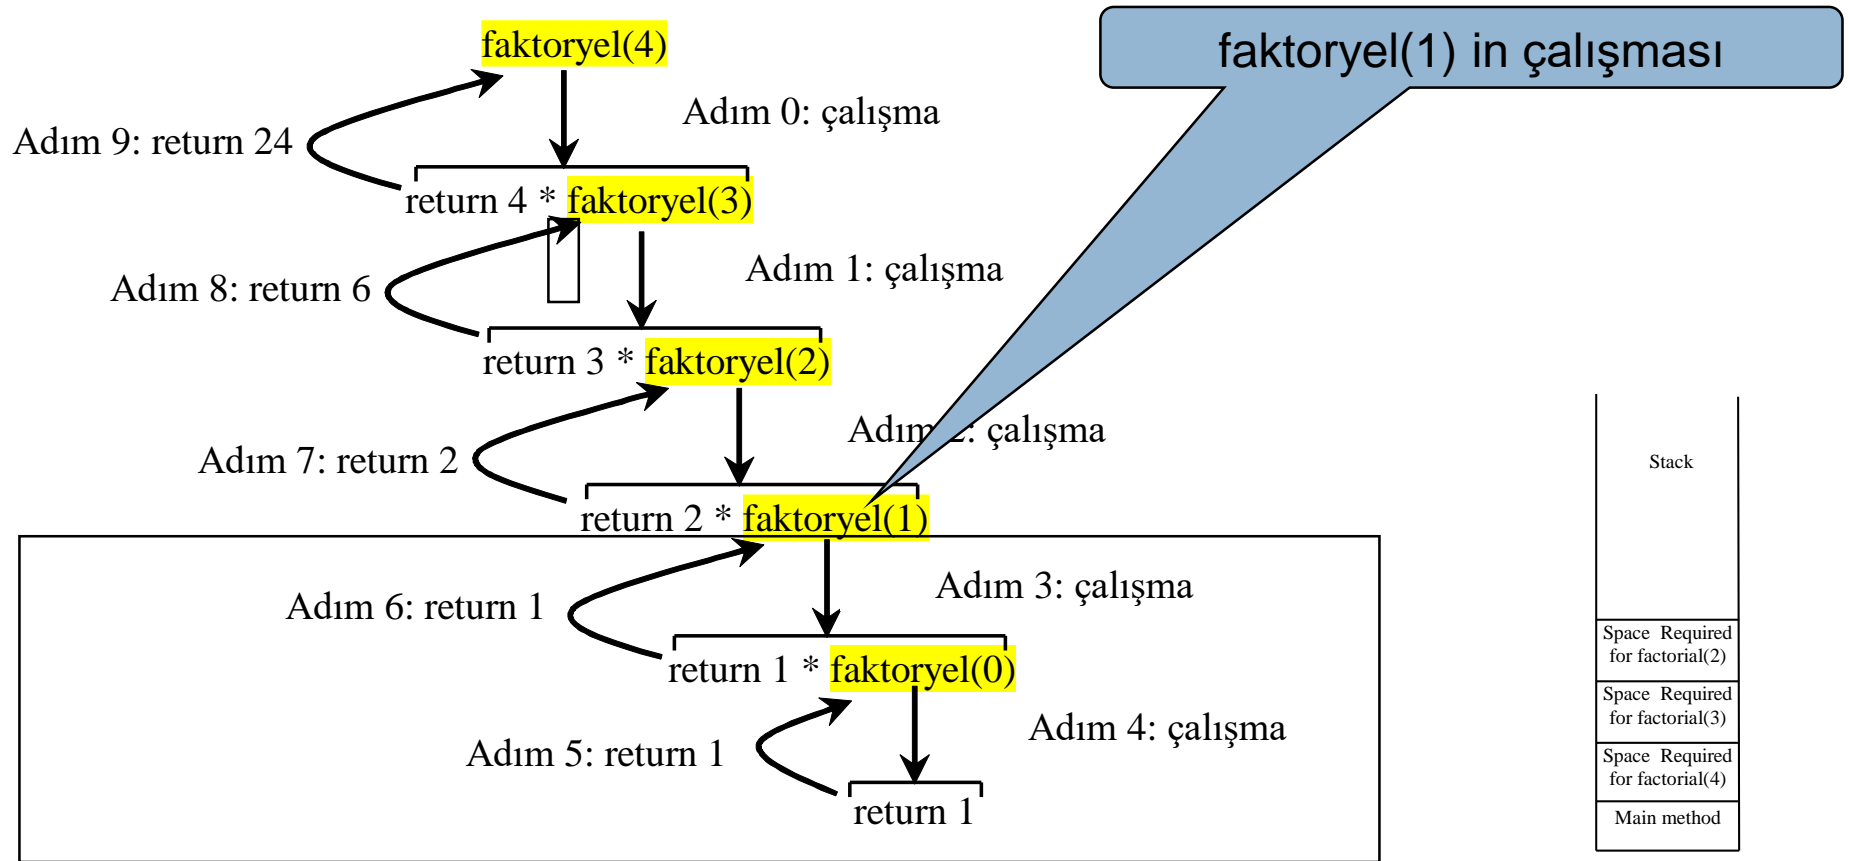 faktoryel(4)
faktoryel(1) in çalışması
Adım 0: çalışma
Adım 9: return 24
return 4 * faktoryel(3)
Adım 1: çalışma
Adım 8: return 6
return 3 * faktoryel(2)
Adım 2: çalışma
Adım 7: return 2
return 2 * faktoryel(1)
Adım 3: çalışma
Adım 6: return 1
return 1 * faktoryel(0)
Adım 4: çalışma
Adım 5: return 1
return 1
Stack
Space Required
for factorial(2)
Space Required
for factorial(3)
Space Required
for factorial(4)
Main method